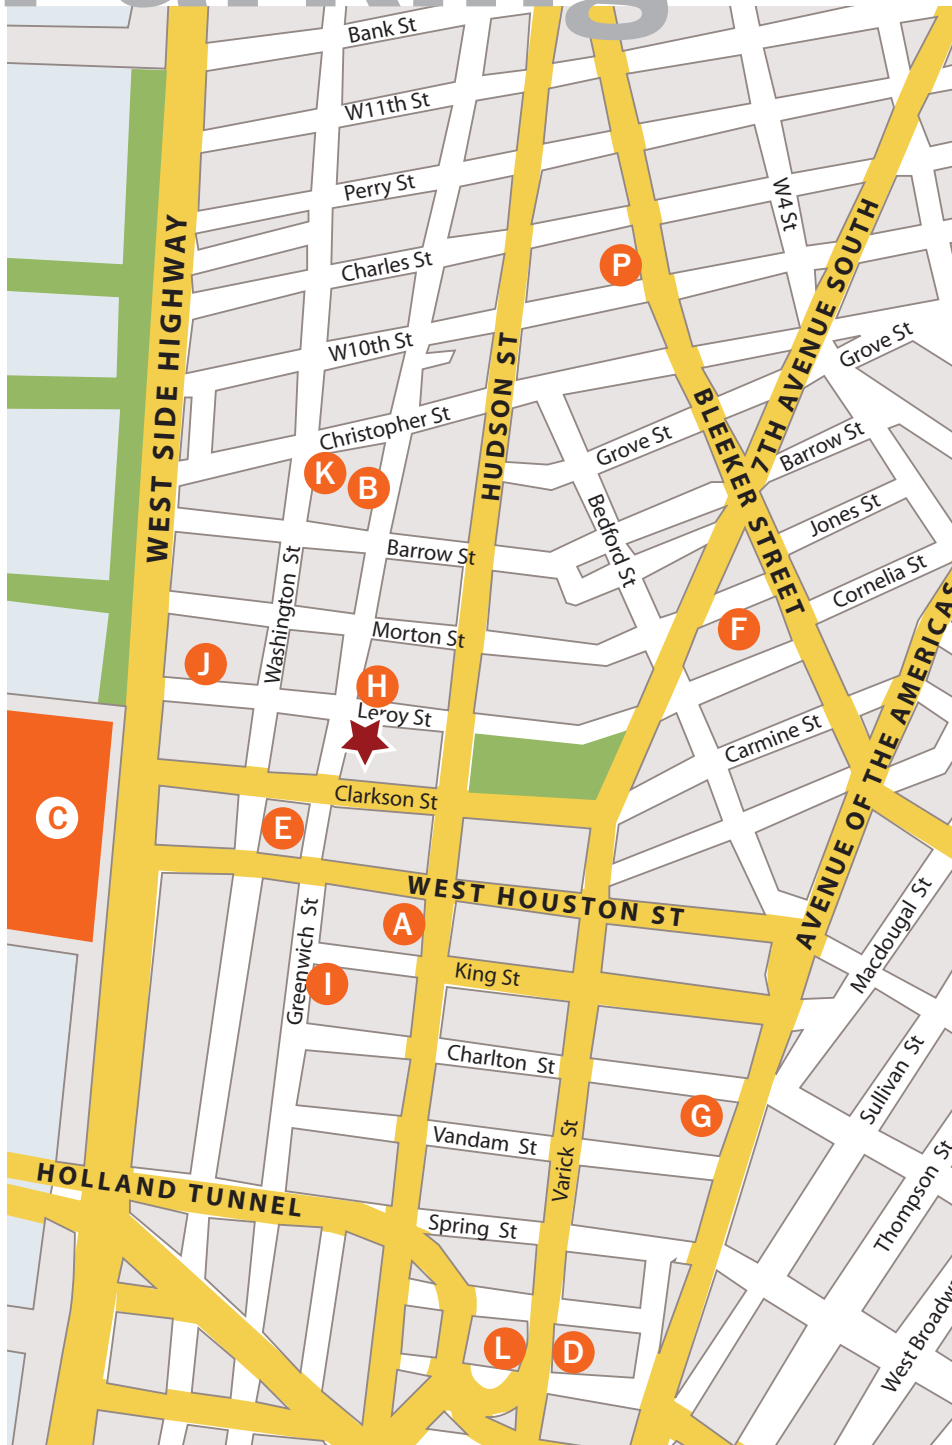 Parking
Bank St
W11th St
Perry St
W4 St
Charles St
P
W10th St
Grove St
WEST SIDE HIGHWAY
HUDSON ST
7TH AVENUE SOUTH
BLEEKER STREET
Christopher St
Grove St
Barrow St
K
B
Jones St
Bedford St
Barrow St
Cornelia St
Washington St
Morton St
F
J
H
Leroy St
Carmine St
AVENUE OF THE AMERICAS
Clarkson St
C
E
WEST HOUSTON ST
A
Macdougal St
Greenwich St
King St
I
Charlton St
Sullivan St
G
Vandam St
Varick St
Thompson St
HOLLAND TUNNEL
Spring St
West Broadw
L
D